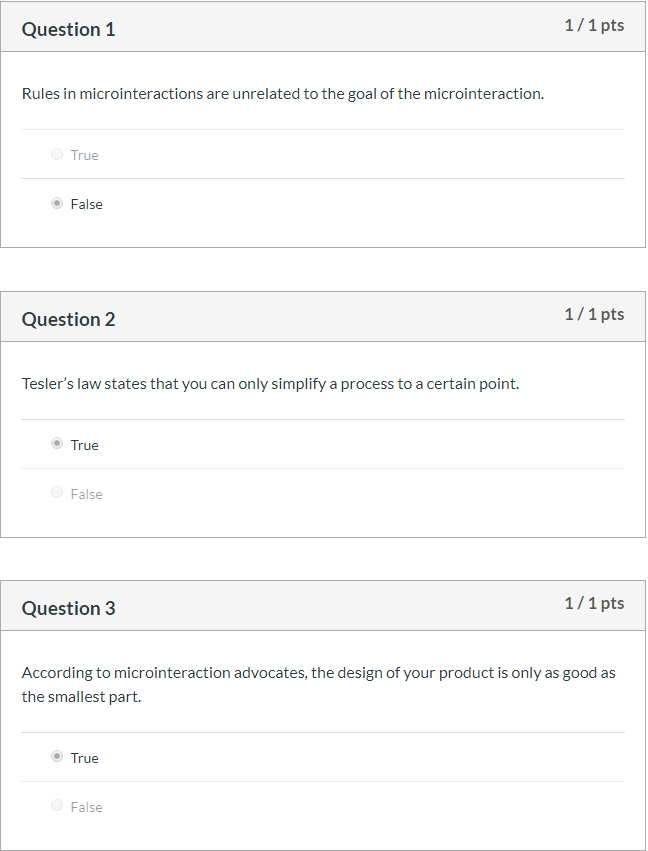 Question 1
1 / 1 pts
Rules in microinteractions are unrelated to the goal of the microinteraction.
True
False
Question 2
1 / 1 pts
Tesler’s law states that you can only simplify a process to a certain point.
True
False
Question 3
1 / 1 pts
According to microinteraction advocates, the design of your product is only as good as
the smallest part.
True
False